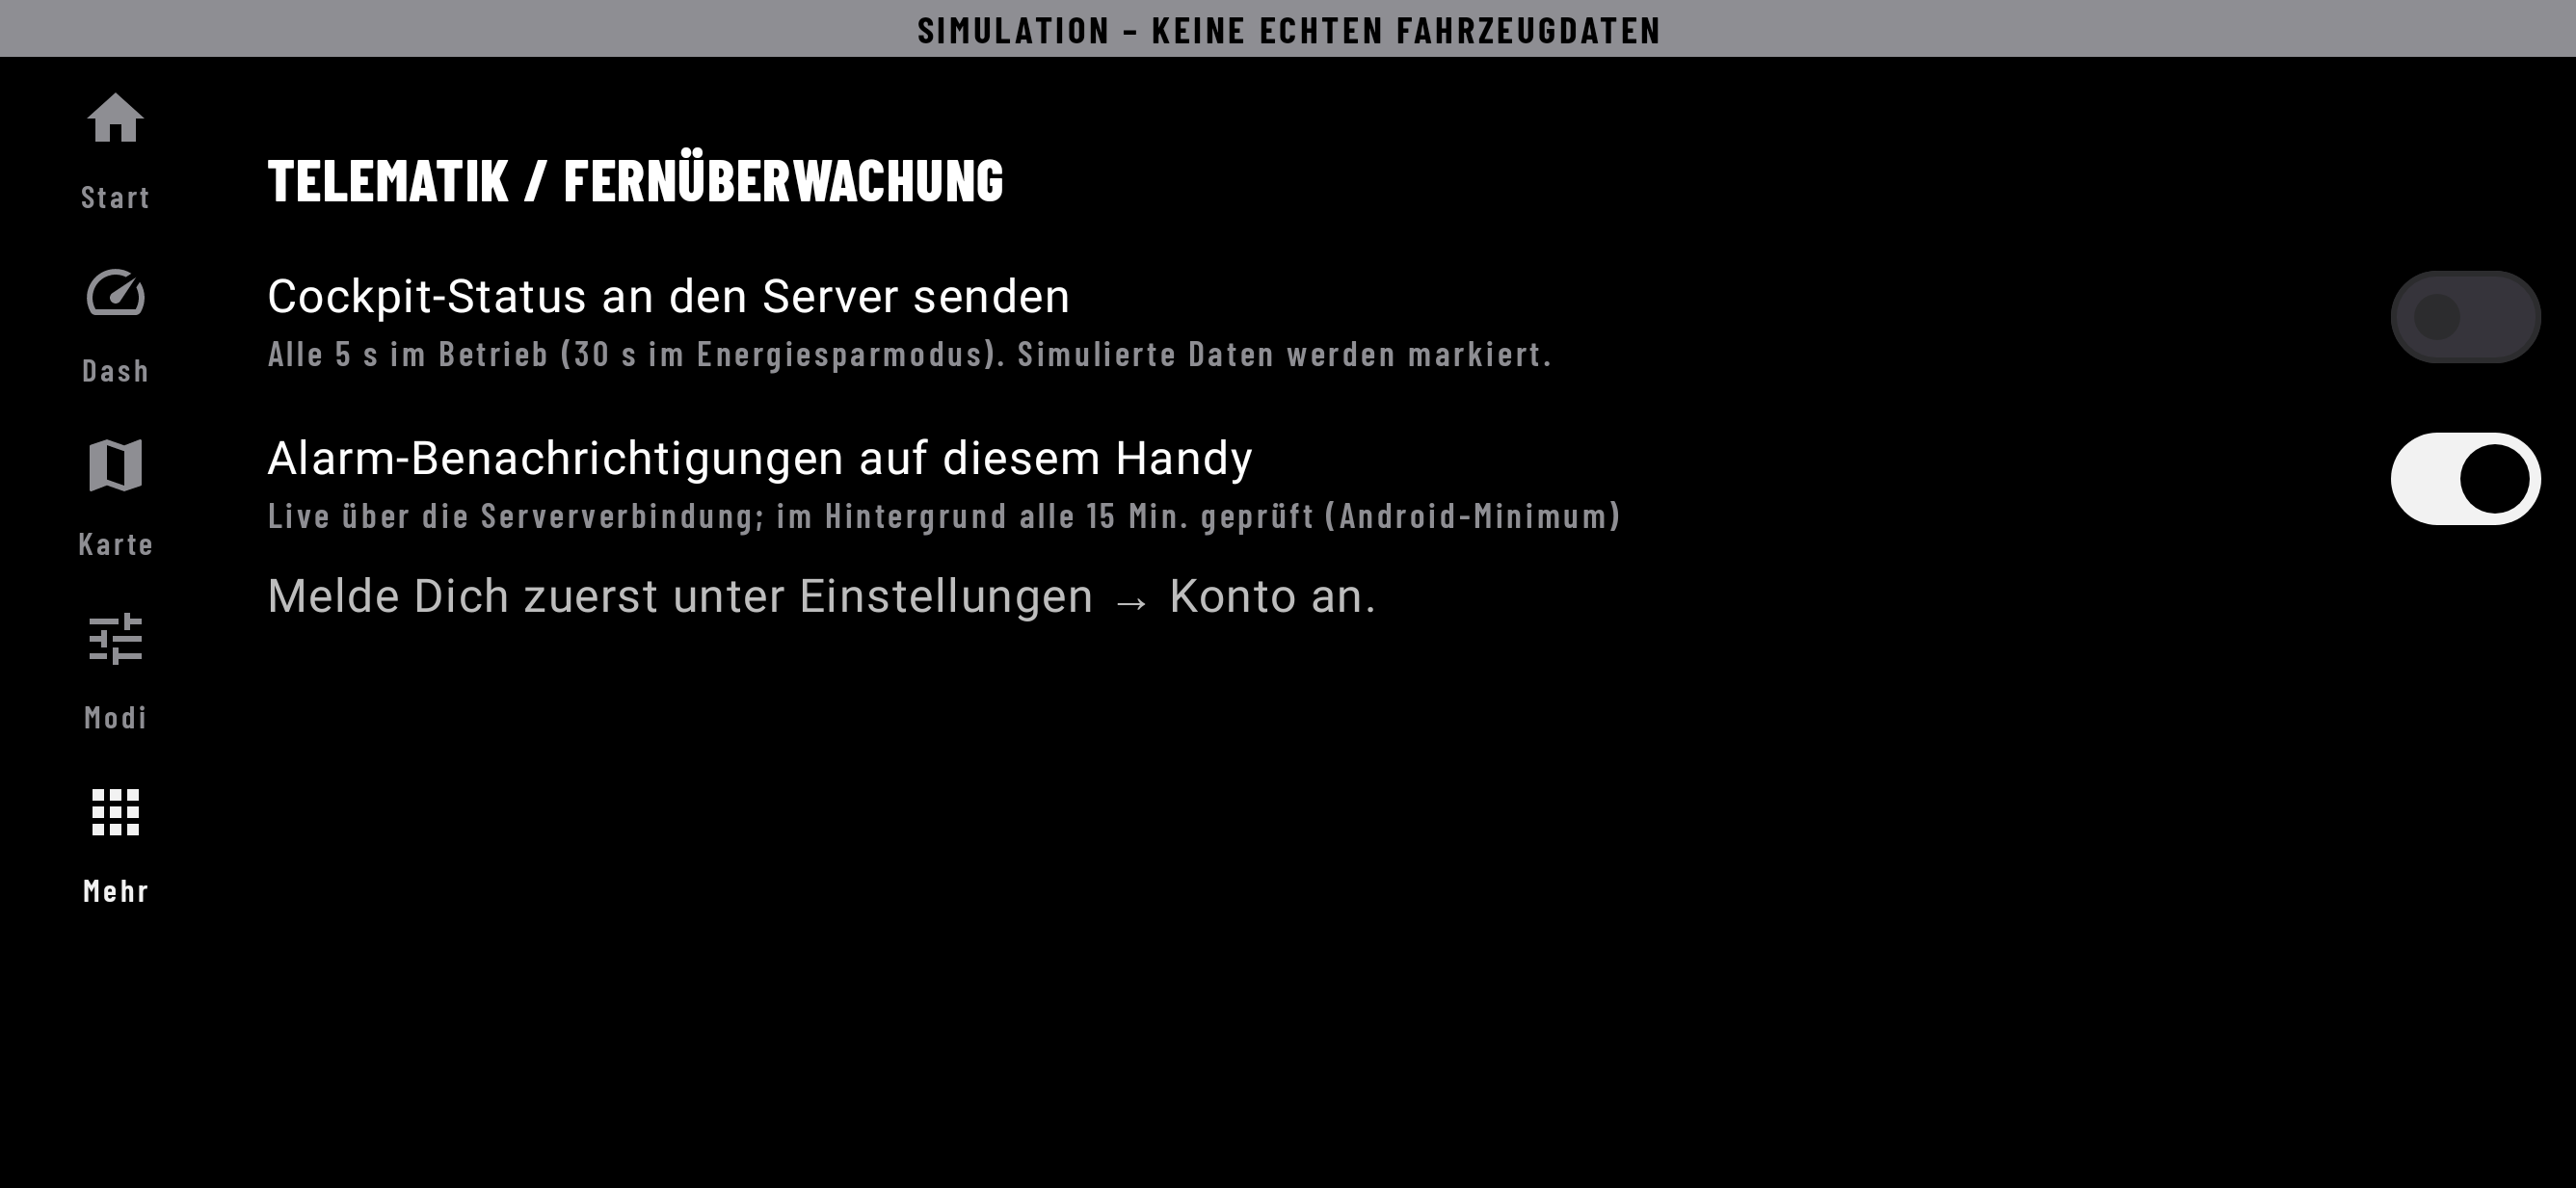 SIMULATION – KEINE ECHTEN FAHRZEUGDATEN
Start
Dash
Karte
Modi
Mehr
TELEMATIK / FERNÜBERWACHUNG
Cockpit-Status an den Server senden
Alle 5 s im Betrieb (30 s im Energiesparmodus). Simulierte Daten werden markiert.
Alarm-Benachrichtigungen auf diesem Handy
Live über die Serververbindung; im Hintergrund alle 15 Min. geprüft (Android-Minimum)
Melde Dich zuerst unter Einstellungen → Konto an.